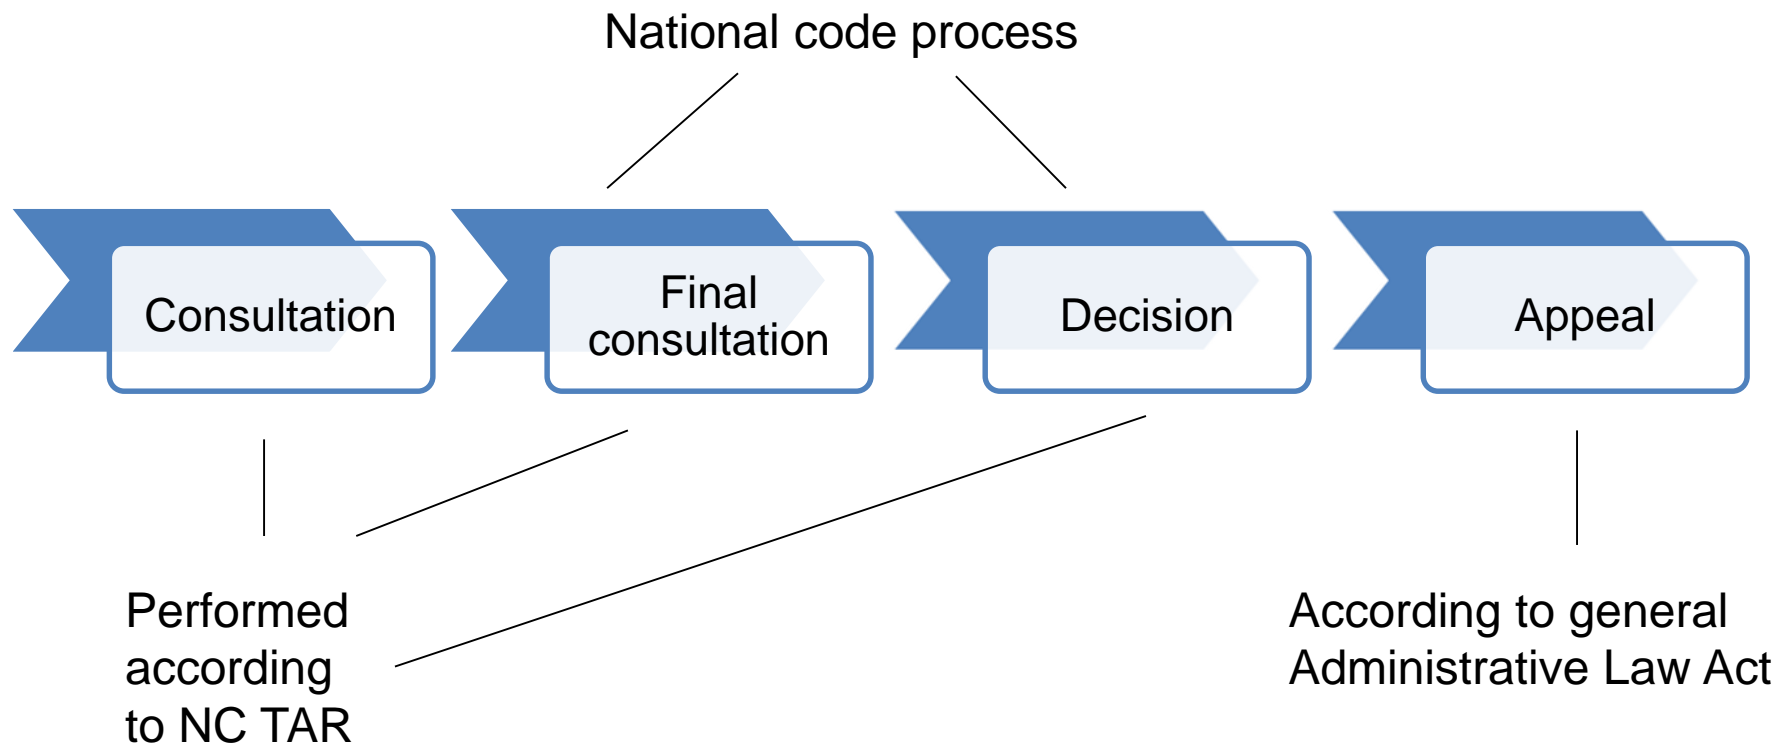 National code process
Consultation
Final
consultation
Decision
Appeal
Performed
according
to NC TAR
According to general
Administrative Law Act